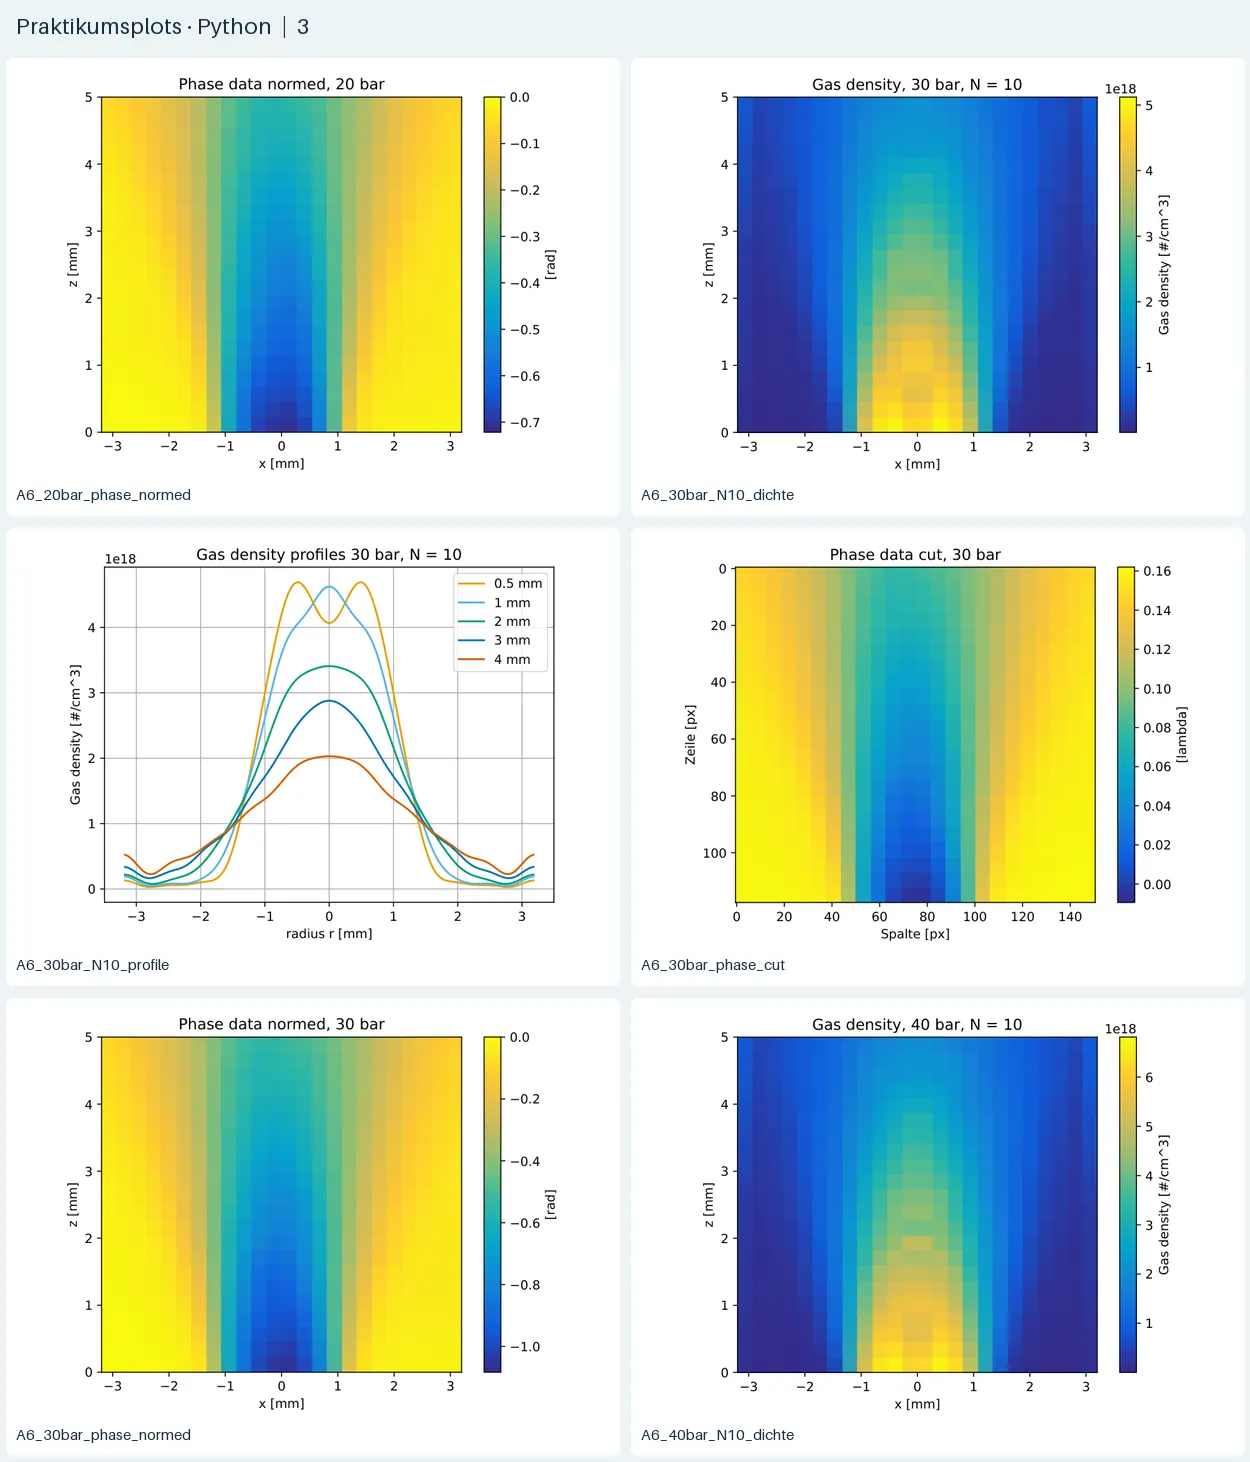 Praktikumsplots · Python | 3
Phase data normed, 20 bar
5
4
3
2
1
0
z [mm]
−3 −2 −1 0 1 2 3
x [mm]
0.0
−0.1
−0.2
−0.3
−0.4
−0.5
−0.6
−0.7
[rad]
A6_20bar_phase_normed
Gas density, 30 bar, N = 10
1e18
5
4
3
2
1
0
z [mm]
−3 −2 −1 0 1 2 3
x [mm]
5
4
3
2
1
Gas density [#/cm^3]
A6_30bar_N10_dichte
Gas density profiles 30 bar, N = 10
1e18
4
3
2
1
0
Gas density [#/cm^3]
−3 −2 −1 0 1 2 3
radius r [mm]
0.5 mm
1 mm
2 mm
3 mm
4 mm
A6_30bar_N10_profile
Phase data cut, 30 bar
0
20
40
60
80
100
Zeile [px]
0 20 40 60 80 100 120 140
Spalte [px]
0.16
0.14
0.12
0.10
0.08
0.06
0.04
0.02
0.00
[lambda]
A6_30bar_phase_cut
Phase data normed, 30 bar
5
4
3
2
1
0
z [mm]
−3 −2 −1 0 1 2 3
x [mm]
0.0
−0.2
−0.4
−0.6
−0.8
−1.0
[rad]
A6_30bar_phase_normed
Gas density, 40 bar, N = 10
1e18
5
4
3
2
1
0
z [mm]
−3 −2 −1 0 1 2 3
x [mm]
6
5
4
3
2
1
Gas density [#/cm^3]
A6_40bar_N10_dichte